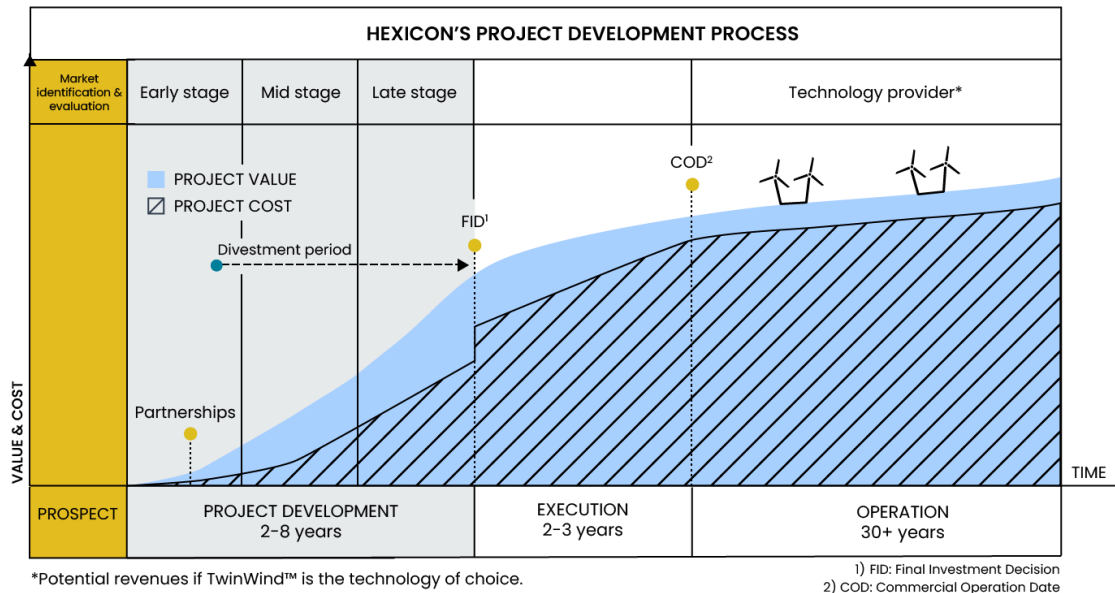 HEXICON'S PROJECT DEVELOPMENT PROCESS
Market
identification &
evaluation
Early stage
Mid stage
Late stage
Technology provider*
PROJECT VALUE
PROJECT COST
Divestment period
FID¹
COD²
Partnerships
VALUE & COST
TIME
PROSPECT
PROJECT DEVELOPMENT
2-8 years
EXECUTION
2-3 years
OPERATION
30+ years
*Potential revenues if TwinWind™ is the technology of choice.
1) FID: Final Investment Decision
2) COD: Commercial Operation Date